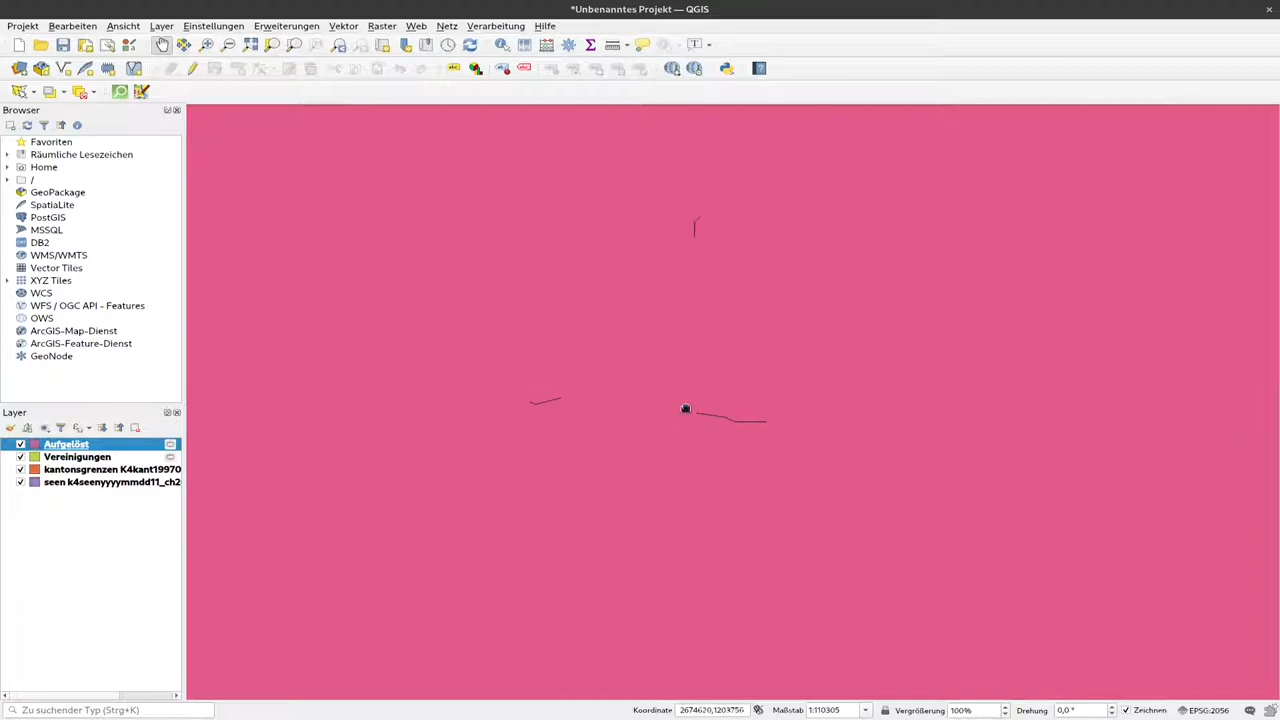 *Unbenanntes Projekt — QGIS
Projekt Bearbeiten Ansicht Layer Einstellungen Erweiterungen Vektor Raster Web Netz Verarbeitung Hilfe
Browser
Favoriten
Räumliche Lesezeichen
Home
/
GeoPackage
SpatiaLite
PostGIS
MSSQL
DB2
WMS/WMTS
Vector Tiles
XYZ Tiles
WCS
WFS / OGC API - Features
OWS
ArcGIS-Map-Dienst
ArcGIS-Feature-Dienst
GeoNode
Layer
Aufgelöst
Vereinigungen
kantonsgrenzen K4kant19970
seen k4seenyyyymmdd11_ch2
Zu suchender Typ (Strg+K) Koordinate 2674620,1203756 Maßstab 1:110305 Vergrößerung 100% Drehung 0,0 ° Zeichnen EPSG:2056